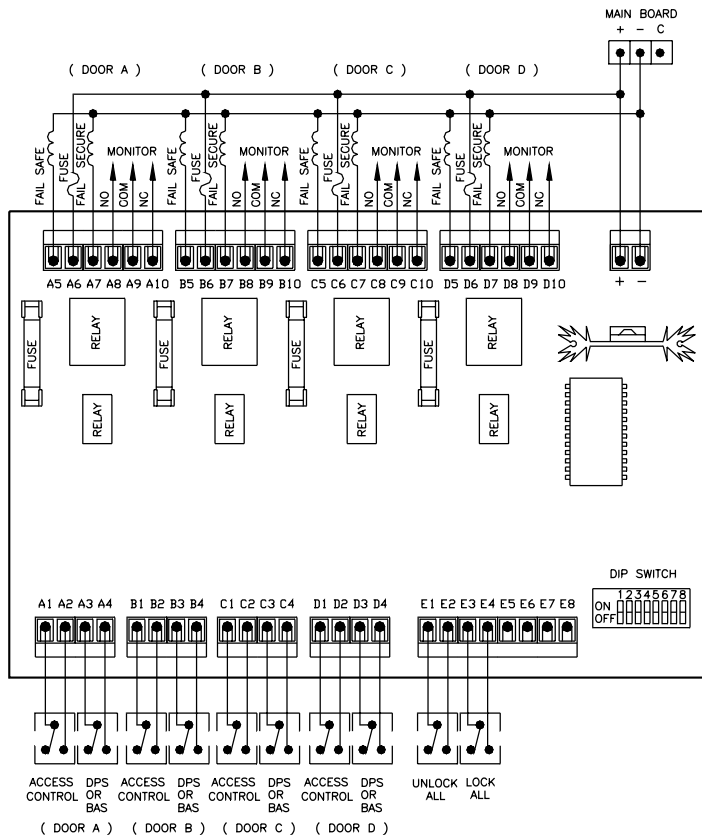 MAIN BOARD
+ - C
( DOOR A ) ( DOOR B ) ( DOOR C ) ( DOOR D )
FAIL SAFE FUSE FAIL SECURE NO MONITOR COM NC FAIL SAFE FUSE FAIL SECURE NO MONITOR COM NC FAIL SAFE FUSE FAIL SECURE NO MONITOR COM NC FAIL SAFE FUSE FAIL SECURE NO MONITOR COM NC
A5 A6 A7 A8 A9 A10 B5 B6 B7 B8 B9 B10 C5 C6 C7 C8 C9 C10 D5 D6 D7 D8 D9 D10 + -
FUSE RELAY FUSE RELAY FUSE RELAY FUSE RELAY
RELAY RELAY RELAY RELAY
DIP SWITCH
12345678
ON
OFF
A1 A2 A3 A4 B1 B2 B3 B4 C1 C2 C3 C4 D1 D2 D3 D4 E1 E2 E3 E4 E5 E6 E7 E8
ACCESS CONTROL DPS OR BAS ACCESS CONTROL DPS OR BAS ACCESS CONTROL DPS OR BAS ACCESS CONTROL DPS OR BAS UNLOCK ALL LOCK ALL
( DOOR A ) ( DOOR B ) ( DOOR C ) ( DOOR D )